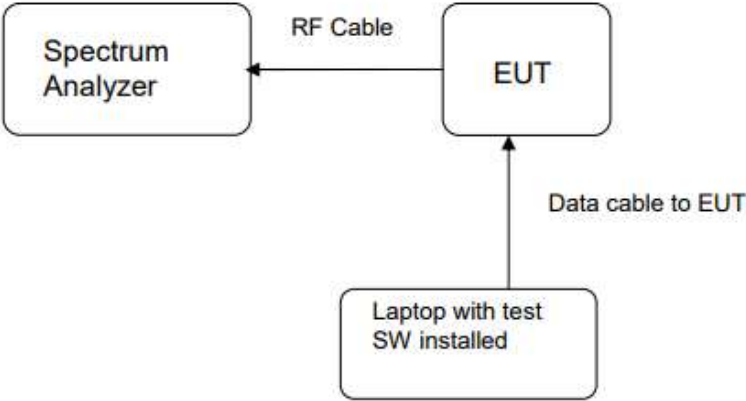 RF Cable
Spectrum
Analyzer
EUT
Data cable to EUT
Laptop with test
SW installed